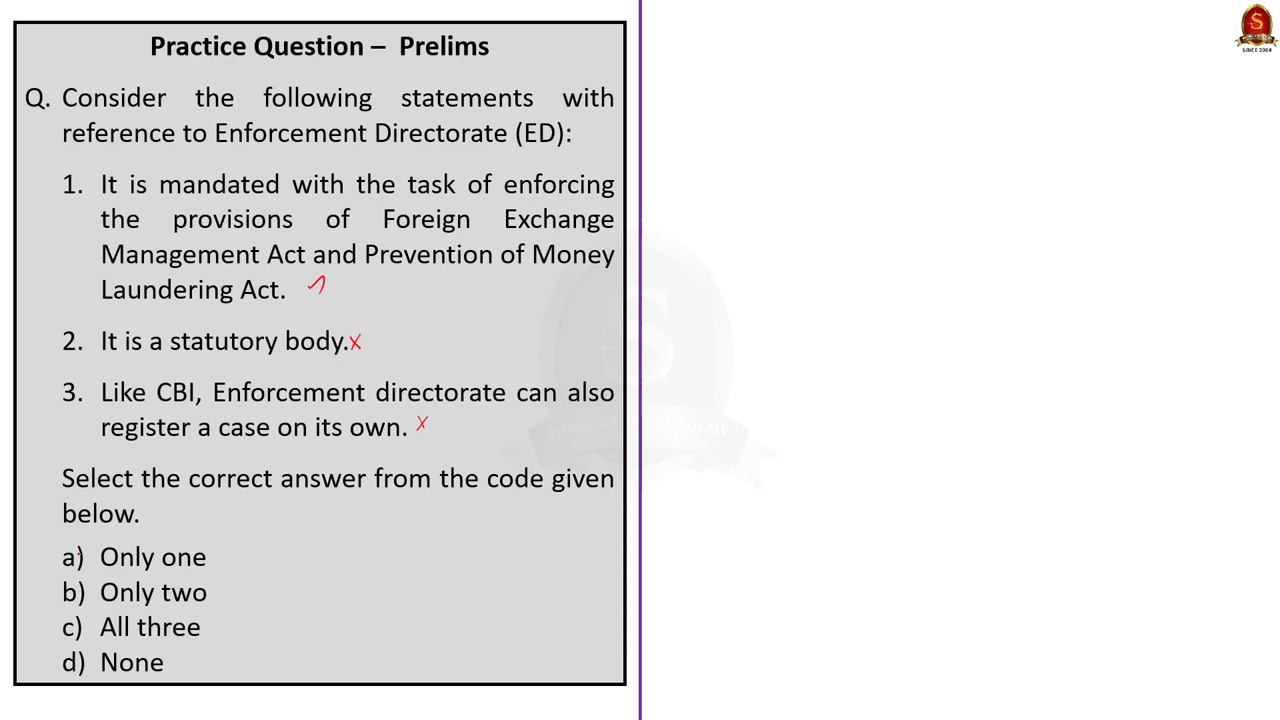 Practice Question – Prelims
Q. Consider the following statements with
reference to Enforcement Directorate (ED):
1. It is mandated with the task of enforcing
the provisions of Foreign Exchange
Management Act and Prevention of Money
Laundering Act.
2. It is a statutory body.
3. Like CBI, Enforcement directorate can also
register a case on its own.
Select the correct answer from the code given
below.
a) Only one
b) Only two
c) All three
d) None
S
SINCE 2004